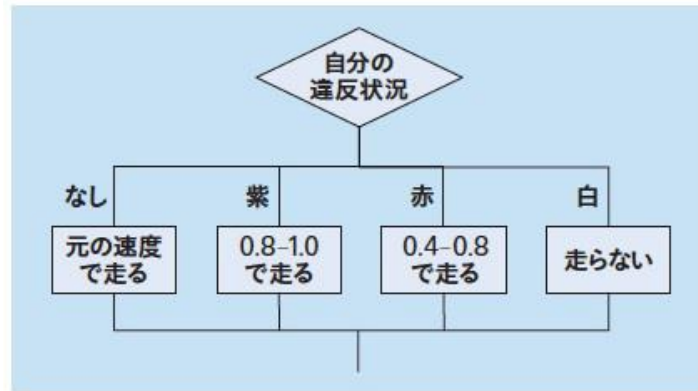 自分の
違反状況
なし
紫
赤
白
元の速度
で走る
0.8–1.0
で走る
0.4–0.8
で走る
走らない